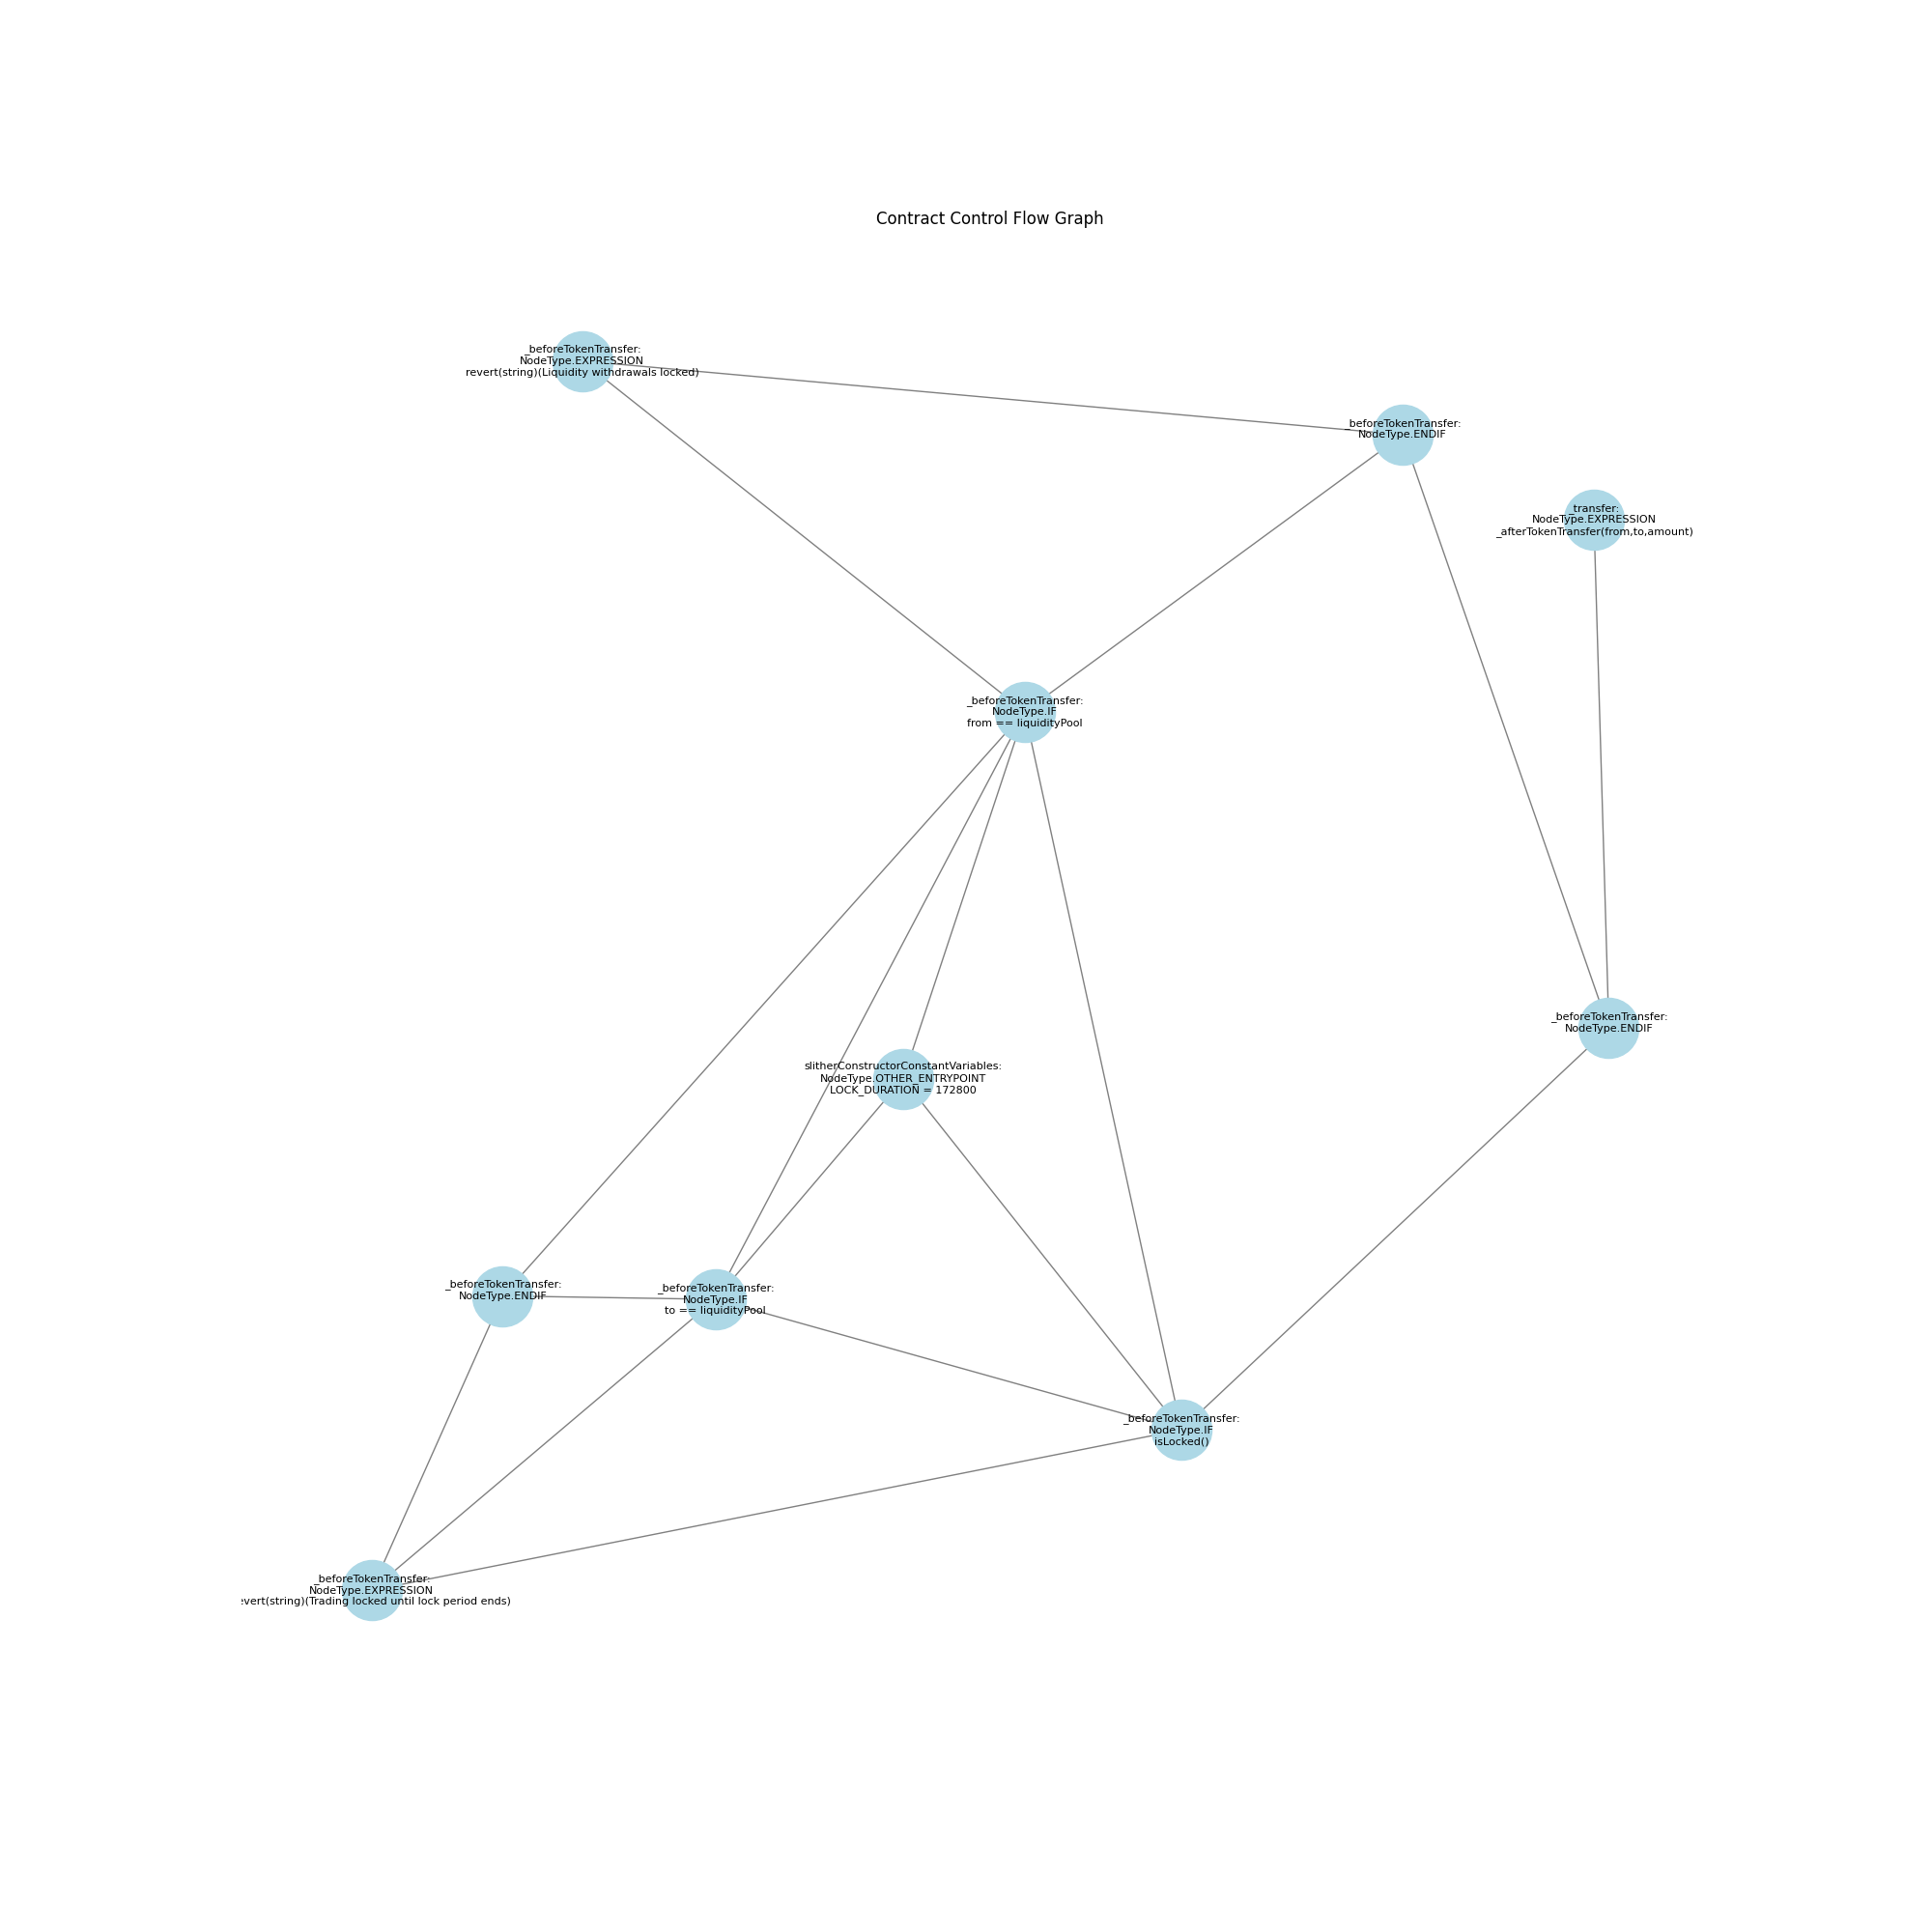 Contract Control Flow Graph
_beforeTokenTransfer:
NodeType.EXPRESSION
revert(string)(Liquidity withdrawals locked)
_beforeTokenTransfer:
NodeType.ENDIF
_transfer:
NodeType.EXPRESSION
_afterTokenTransfer(from,to,amount)
_beforeTokenTransfer:
NodeType.IF
from == liquidityPool
_beforeTokenTransfer:
NodeType.ENDIF
slitherConstructorConstantVariables:
NodeType.OTHER_ENTRYPOINT
LOCK_DURATION = 172800
_beforeTokenTransfer:
NodeType.ENDIF
_beforeTokenTransfer:
NodeType.IF
to == liquidityPool
_beforeTokenTransfer:
NodeType.IF
isLocked()
_beforeTokenTransfer:
NodeType.EXPRESSION
evert(string)(Trading locked until lock period ends)